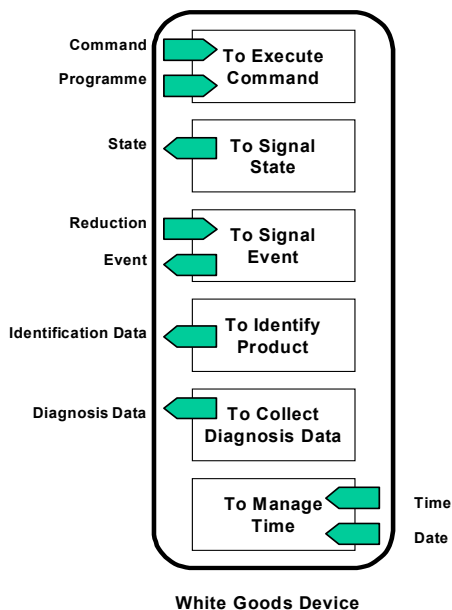 Command
Programme
To Execute
Command
State
To Signal
State
Reduction
Event
To Signal
Event
Identification Data
To Identify
Product
Diagnosis Data
To Collect
Diagnosis Data
To Manage
Time
Time
Date
White Goods Device